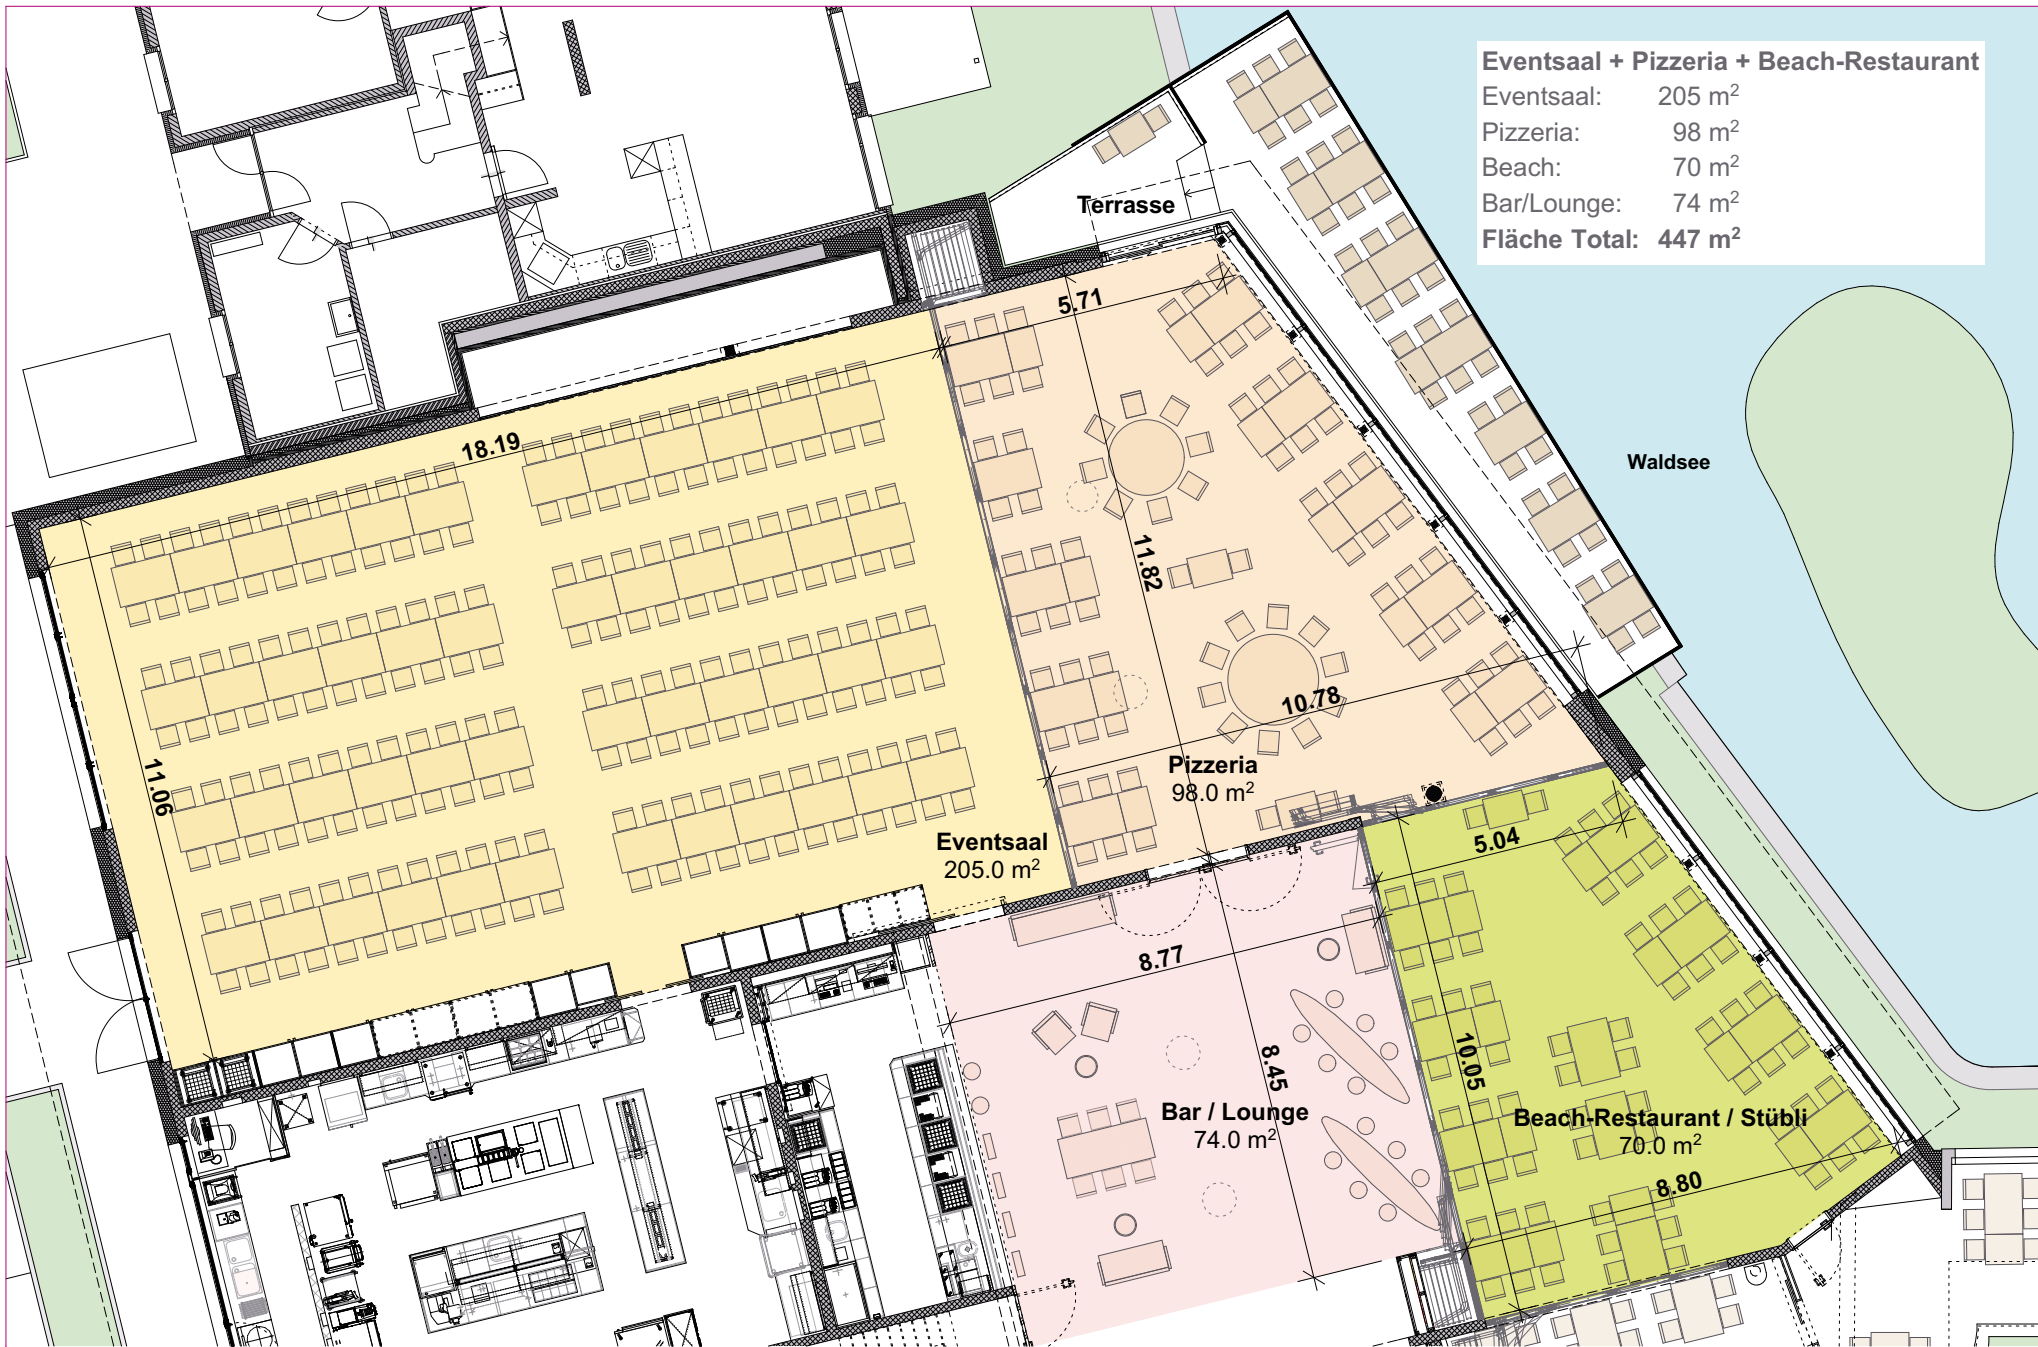 Eventsaal + Pizzeria + Beach-Restaurant
Eventsaal: 205 m²
Pizzeria: 98 m²
Beach: 70 m²
Bar/Lounge: 74 m²
Fläche Total: 447 m²
Terrasse
5.71
18.19
Waldsee
11.82
10.78
11.06
Pizzeria
98.0 m²
Eventsaal
205.0 m²
5.04
8.77
8.45
10.05
Bar / Lounge
74.0 m²
Beach-Restaurant / Stübli
70.0 m²
8.80